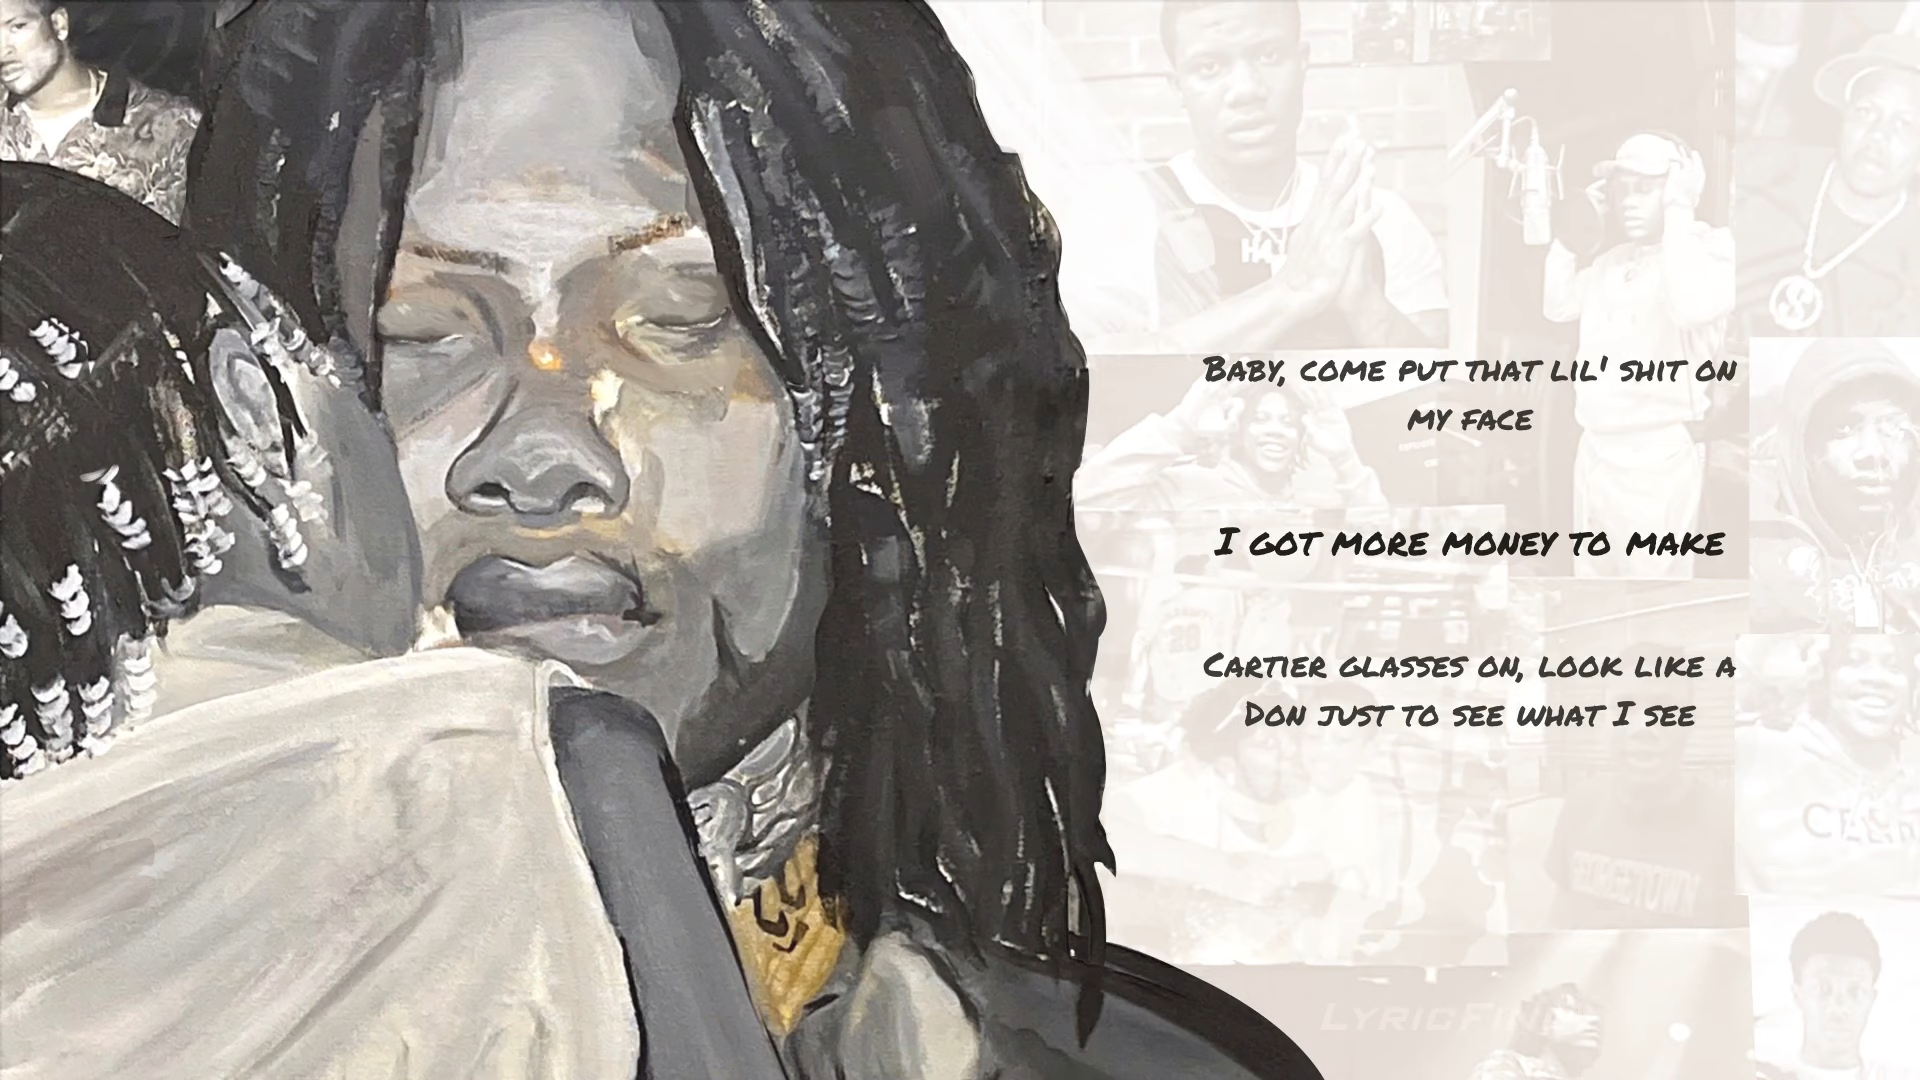 Baby, come put that lil' shit on
my face
I got more money to make
Cartier glasses on, look like a
Don just to see what I see